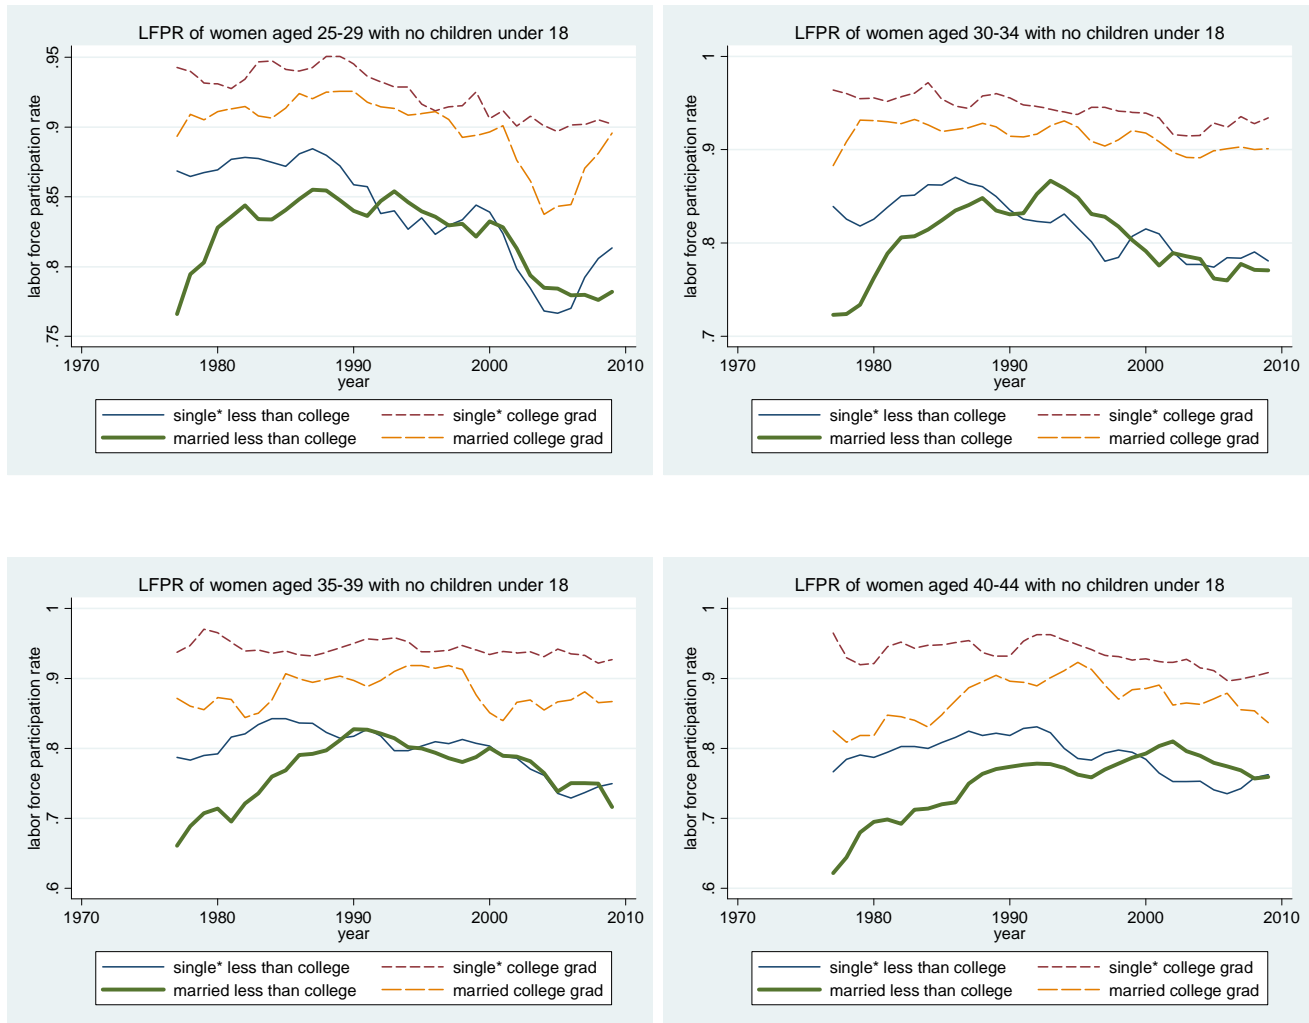 LFPR of women aged 25-29 with no children under 18
labor force participation rate
.95
.9
.85
.8
.75
1970 1980 1990 2000 2010
year
single* less than college single* college grad
married less than college married college grad
LFPR of women aged 30-34 with no children under 18
labor force participation rate
1
.9
.8
.7
1970 1980 1990 2000 2010
year
single* less than college single* college grad
married less than college married college grad
LFPR of women aged 35-39 with no children under 18
labor force participation rate
1
.9
.8
.7
.6
1970 1980 1990 2000 2010
year
single* less than college single* college grad
married less than college married college grad
LFPR of women aged 40-44 with no children under 18
labor force participation rate
1
.9
.8
.7
.6
1970 1980 1990 2000 2010
year
single* less than college single* college grad
married less than college married college grad